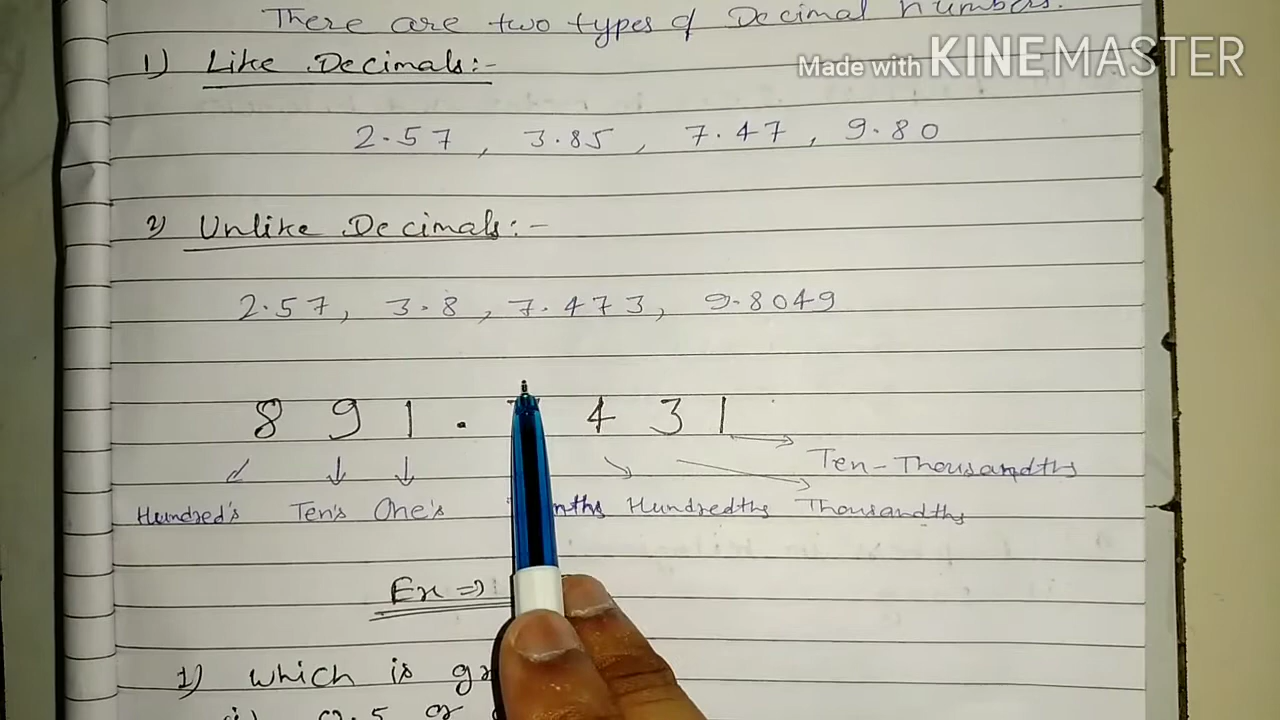 There are two types of Decimal numbers.
Made with KINEMASTER
1) Like Decimals:-
2.57, 3.85, 7.47, 9.80
2) Unlike Decimals:-
2.57, 3.8, 7.473, 9.8049
8 9 1 . 4 3 1
Ten-Thousandths
Hundred's Ten's One's nths Hundredths Thousandths
Ex ⇒
1) which is
i) or